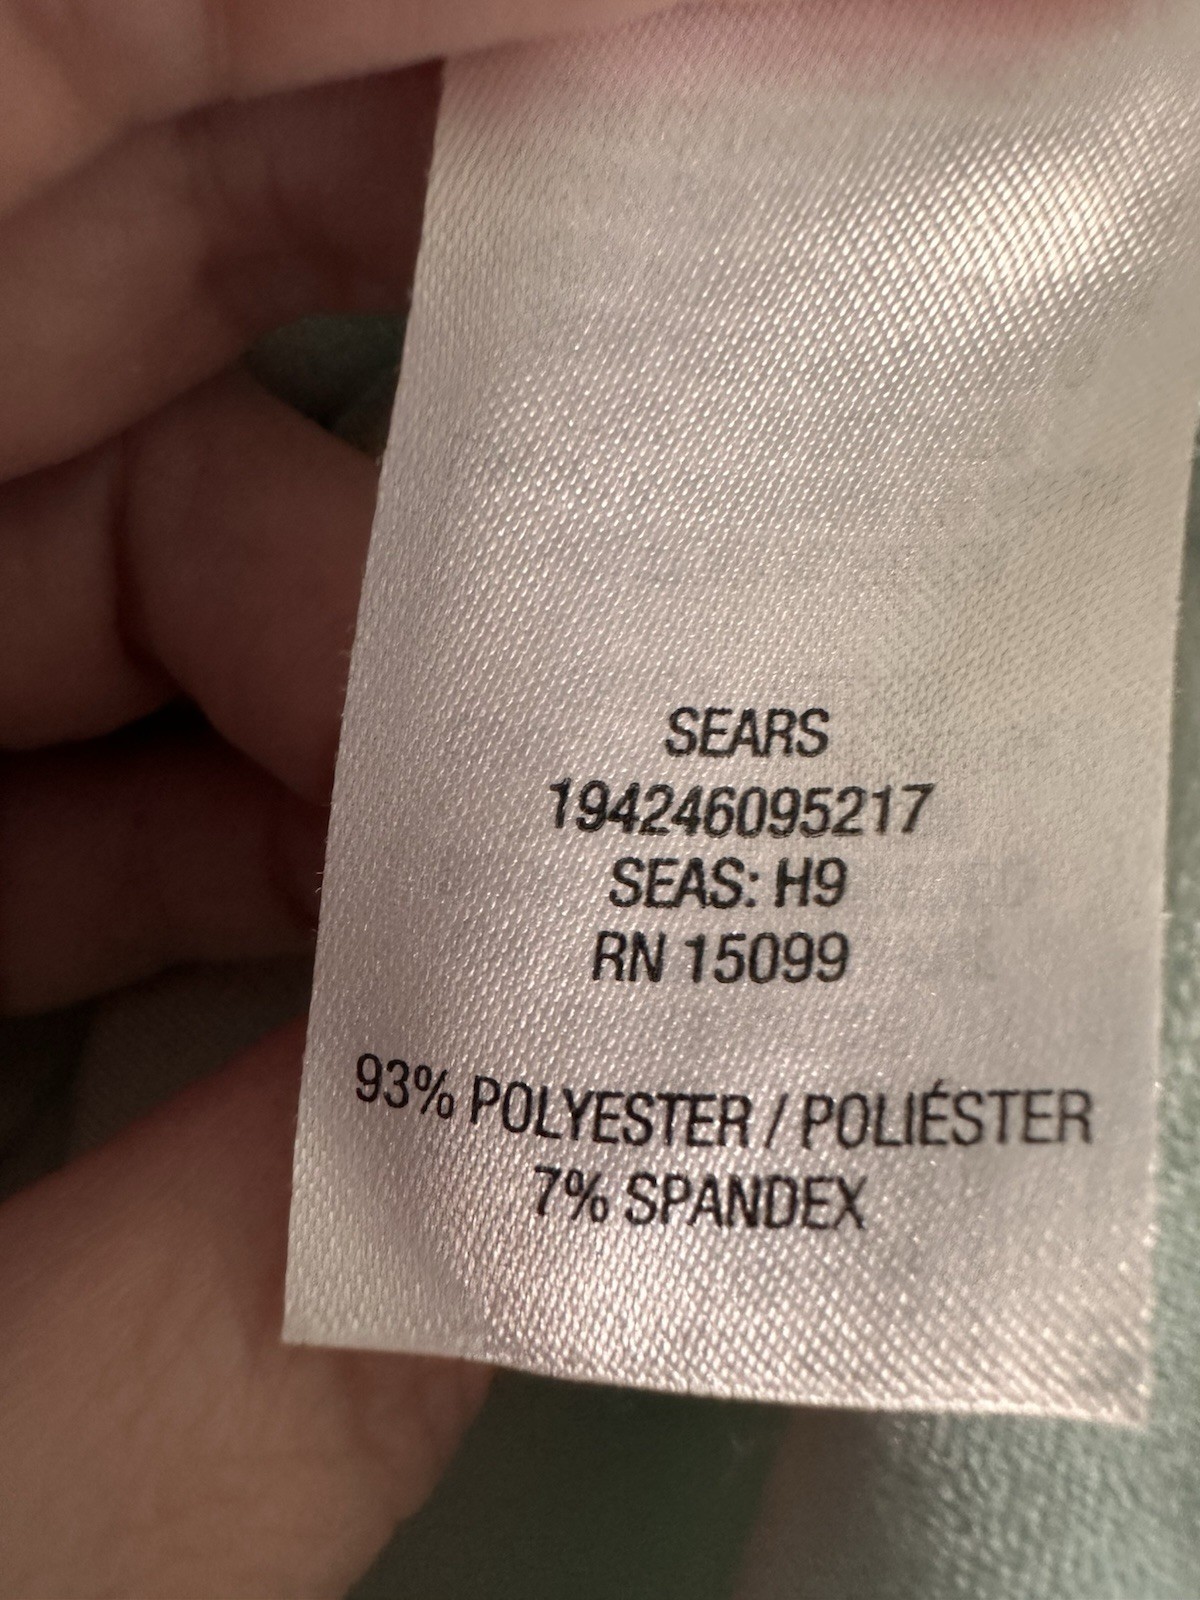 SEARS
194246095217
SEAS: H9
RN 15099
93% POLYESTER / POLIÉSTER
7% SPANDEX